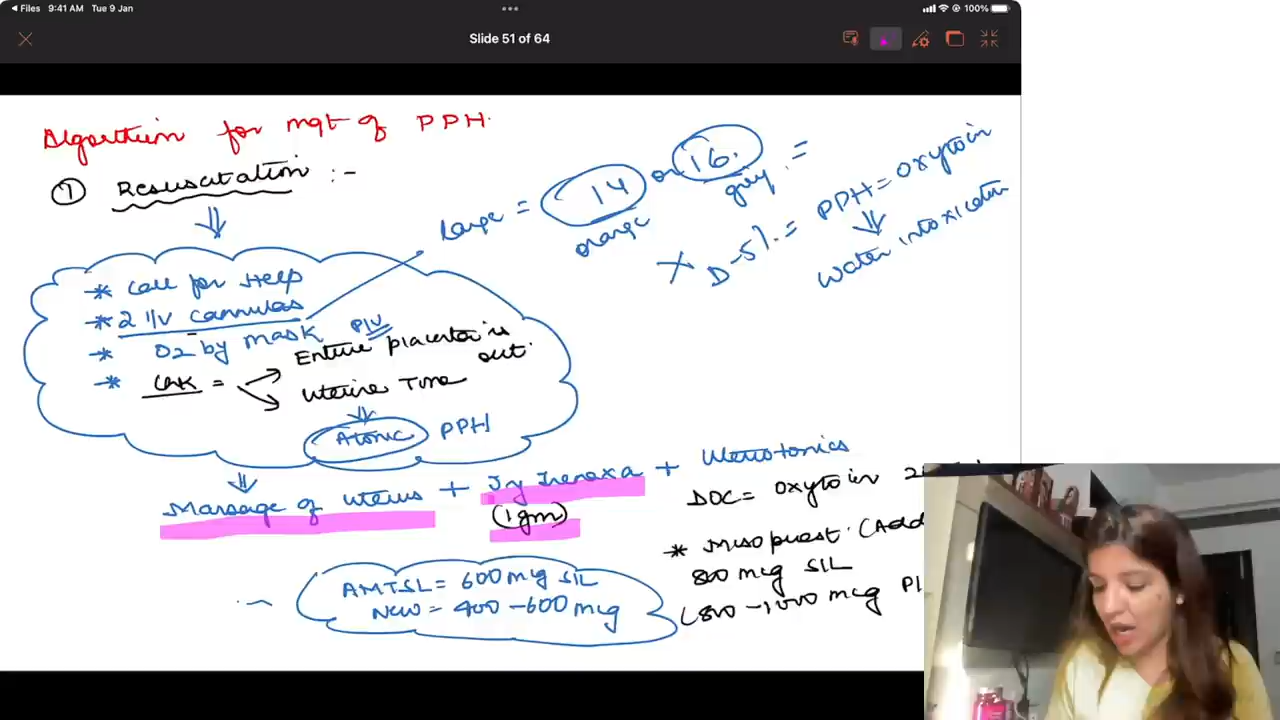 Files 9:41 AM Tue 9 Jan
100%
Slide 51 of 64
Algorithm for mgt of PPH.
① Resuscitation :-
Large = 14 or 16. =
orange grey
X D-5% = PPH = Oxytocin
Water intoxication
* Call for Help
* 2 I/V cannulas
* O2 by mask
P/V
* = Entire placenta is out.
Uterine Tone
Atonic PPH
Massage of uterus + Inj Trenaxa + Uterotonics
(1gm)
DOC = Oxytocin
* Misoprost. (Add
800 mcg S/L
(800-1000 mcg P/
AMTSL = 600 mcg S/L
New = 400-600 mcg